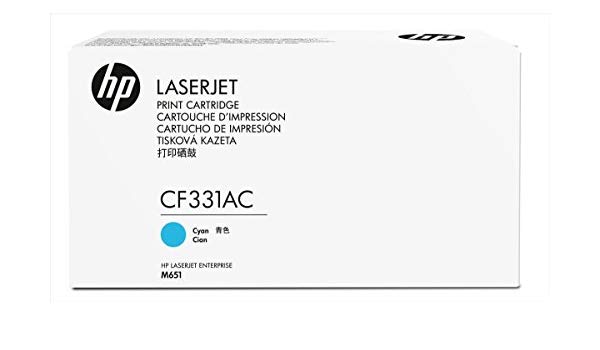 hp
LASERJET
PRINT CARTRIDGE
CARTOUCHE D'IMPRESSION
CARTUCHO DE IMPRESIÓN
TISKOVÁ KAZETA
打印硒鼓
CF331AC
Cyan 青色
Cian
HP LASERJET ENTERPRISE
M651